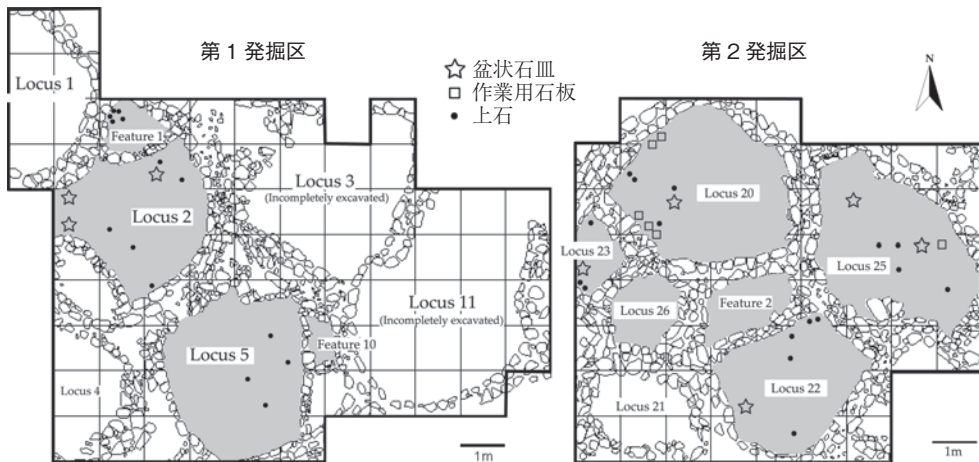 第1発掘区
第2発掘区
盆状石皿
作業用石板
上石
N
Locus 1
Feature 1
Locus 2
Locus 3
(Incompletely excavated)
Locus 11
(Incompletely excavated)
Locus 5
Feature 10
Locus 4
1m
Locus 20
Locus 23
Locus 25
Locus 26
Feature 2
Locus 22
Locus 21
1m